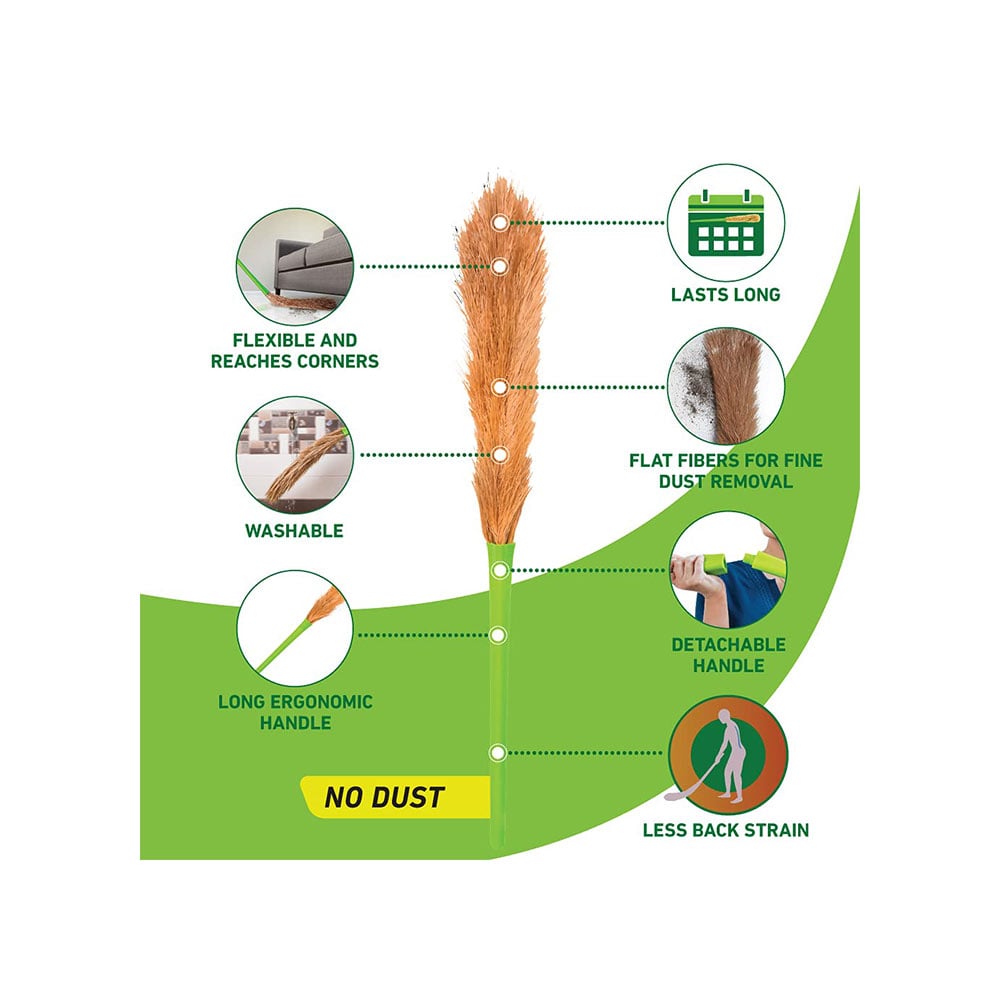 LASTS LONG
FLEXIBLE AND
REACHES CORNERS
FLAT FIBERS FOR FINE
DUST REMOVAL
WASHABLE
DETACHABLE
HANDLE
LONG ERGONOMIC
HANDLE
NO DUST
LESS BACK STRAIN